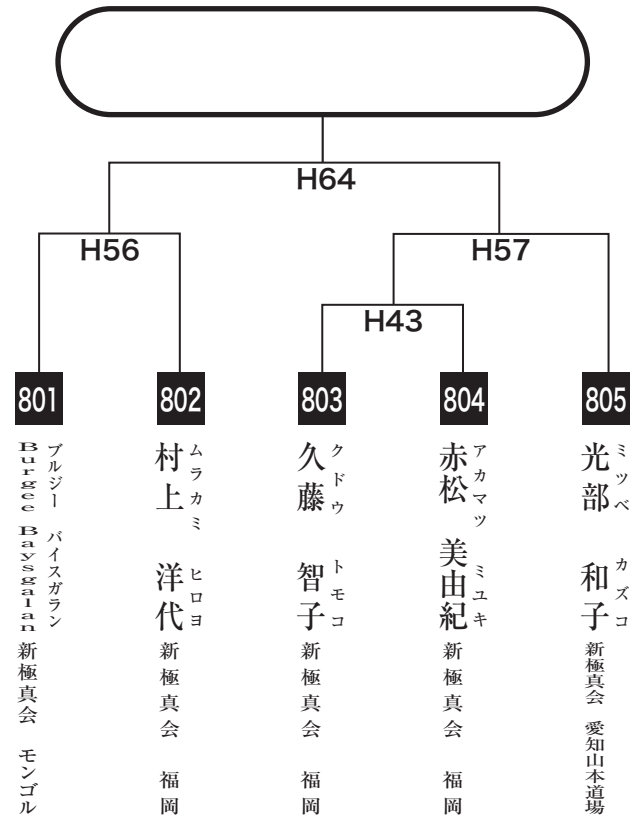 H64
H56
H57
H43
801
802
803
804
805
ブルジー バイスガラン
Burgee Baysgalan 新極真会 モンゴル
ムラカミ ヒロヨ
村上 洋代 新極真会 福岡
クドウ トモコ
久藤 智子 新極真会 福岡
アカマツ ミユキ
赤松 美由紀 新極真会 福岡
ミツベ カズコ
光部 和子 新極真会 愛知山本道場